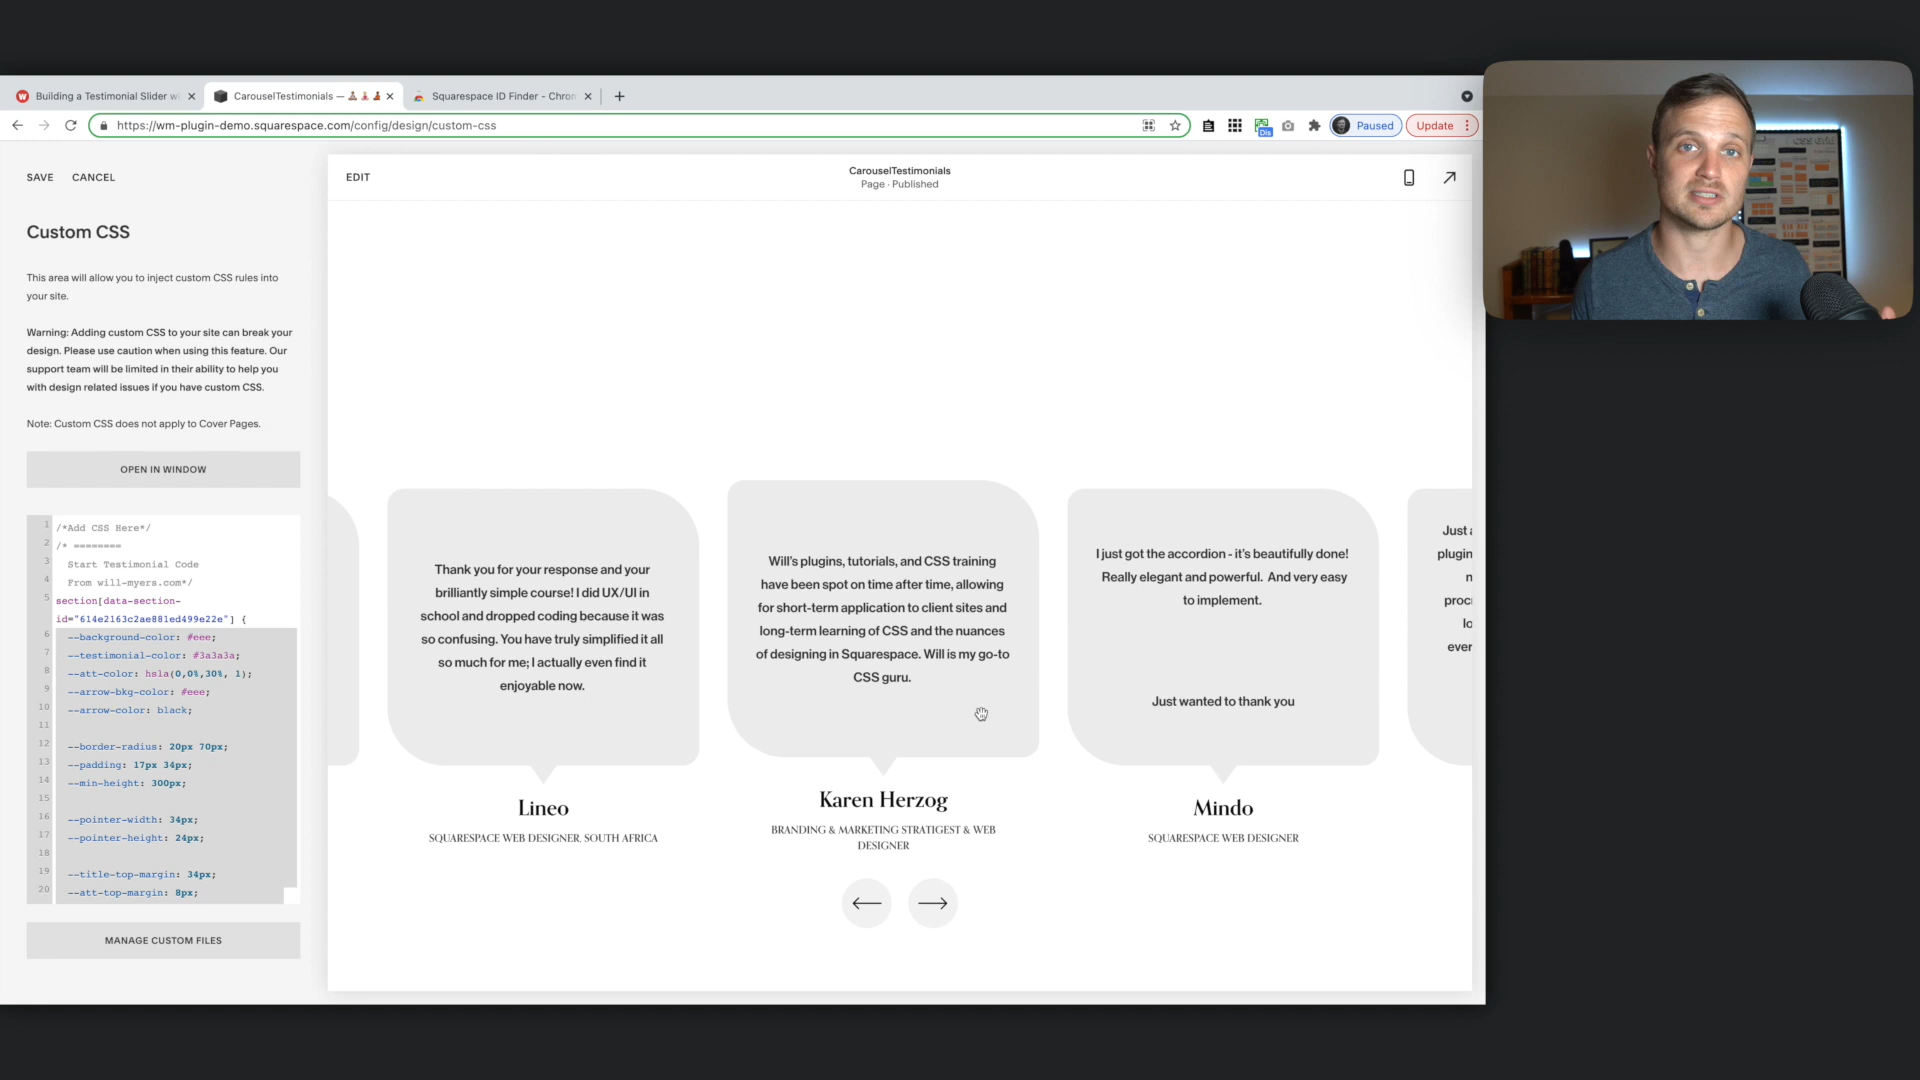 Building a Testimonial Slider wi
CarouselTestimonials —
Squarespace ID Finder - Chron
https://wm-plugin-demo.squarespace.com/config/design/custom-css
Dis
Paused
Update
SAVE
CANCEL
Custom CSS
This area will allow you to inject custom CSS rules into
your site.
Warning: Adding custom CSS to your site can break your
design. Please use caution when using this feature. Our
support team will be limited in their ability to help you
with design related issues if you have custom CSS.
Note: Custom CSS does not apply to Cover Pages.
OPEN IN WINDOW
1 /*Add CSS Here*/
2 /* ========
3 Start Testimonial Code
4 From will-myers.com*/
5 section[data-section-
id="614e2163c2ae881ed499e22e"] {
6 --background-color: #eee;
7 --testimonial-color: #3a3a3a;
8 --att-color: hsla(0,0%,30%, 1);
9 --arrow-bkg-color: #eee;
10 --arrow-color: black;
11
12 --border-radius: 20px 70px;
13 --padding: 17px 34px;
14 --min-height: 300px;
15
16 --pointer-width: 34px;
17 --pointer-height: 24px;
18
19 --title-top-margin: 34px;
20 --att-top-margin: 8px;
MANAGE CUSTOM FILES
EDIT
CarouselTestimonials
Page · Published
Thank you for your response and your
brilliantly simple course! I did UX/UI in
school and dropped coding because it was
so confusing. You have truly simplified it all
so much for me; I actually even find it
enjoyable now.
Lineo
SQUARESPACE WEB DESIGNER. SOUTH AFRICA
Will's plugins, tutorials, and CSS training
have been spot on time after time, allowing
for short-term application to client sites and
long-term learning of CSS and the nuances
of designing in Squarespace. Will is my go-to
CSS guru.
Karen Herzog
BRANDING & MARKETING STRATIGEST & WEB
DESIGNER
I just got the accordion - it's beautifully done!
Really elegant and powerful. And very easy
to implement.
Just wanted to thank you
Mindo
SQUARESPACE WEB DESIGNER
Just
plugin
proc
lo
ever
CSS Grid